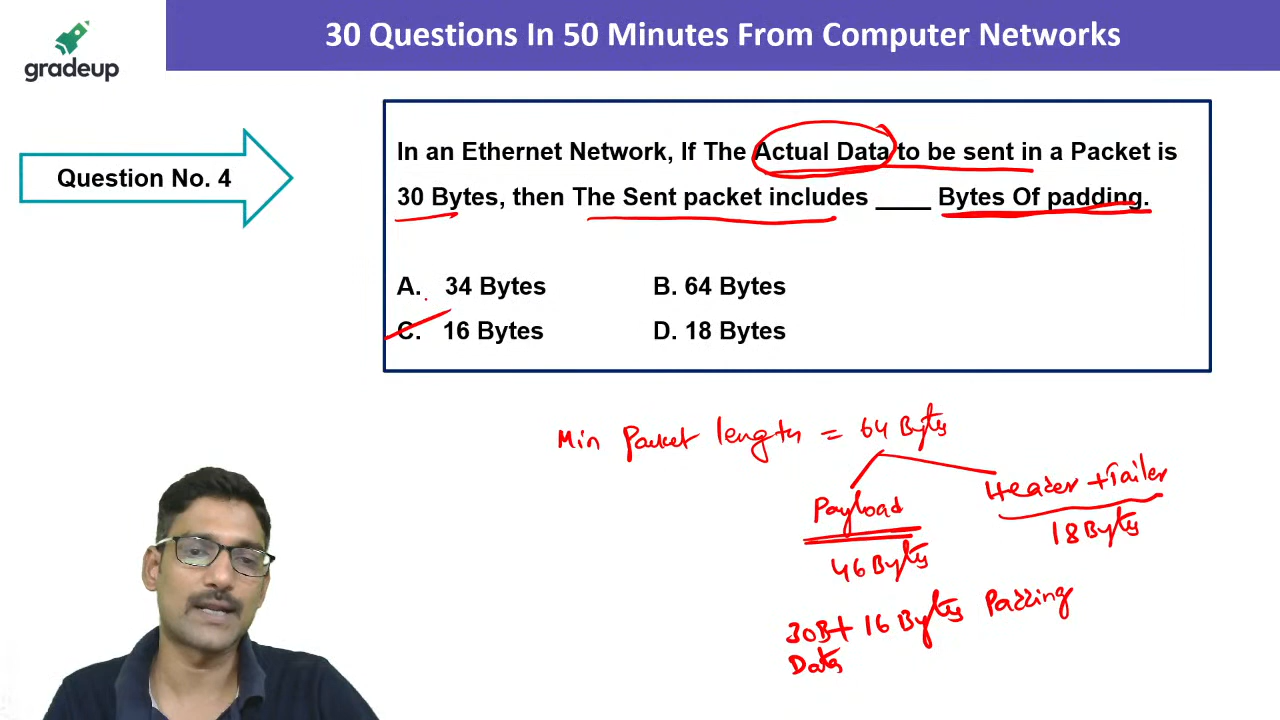 30 Questions In 50 Minutes From Computer Networks
gradeup
Question No. 4
In an Ethernet Network, If The Actual Data to be sent in a Packet is
30 Bytes, then The Sent packet includes ____ Bytes Of padding.
A. 34 Bytes B. 64 Bytes
C. 16 Bytes D. 18 Bytes
Min Packet length = 64 Bytes
Payload Header + Tailer
46 Bytes 18 Bytes
30B + 16 Bytes Padding
Data